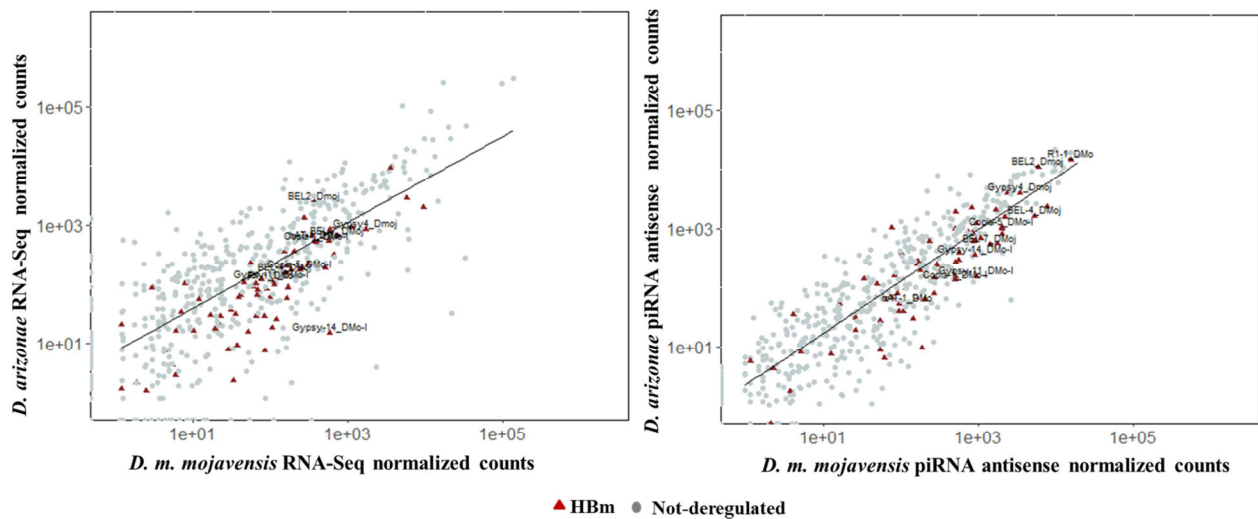 D. arizonae RNA-Seq normalized counts
1e+05
1e+03
1e+01
BEL2_Dmoj
Gypsy4_Dmoj
Gypsy-14_DMo-I
1e+01 1e+03 1e+05
D. m. mojavensis RNA-Seq normalized counts
D. arizonae piRNA antisense normalized counts
1e+05
1e+03
1e+01
R1-1_DMo
BEL2_Dmoj
Gypsy4_Dmoj
BEL-4_Dmoj
Gypsy-14_DMo-I
Gypsy-11_DMo-I
1e+01 1e+03 1e+05
D. m. mojavensis piRNA antisense normalized counts
HBm Not-deregulated